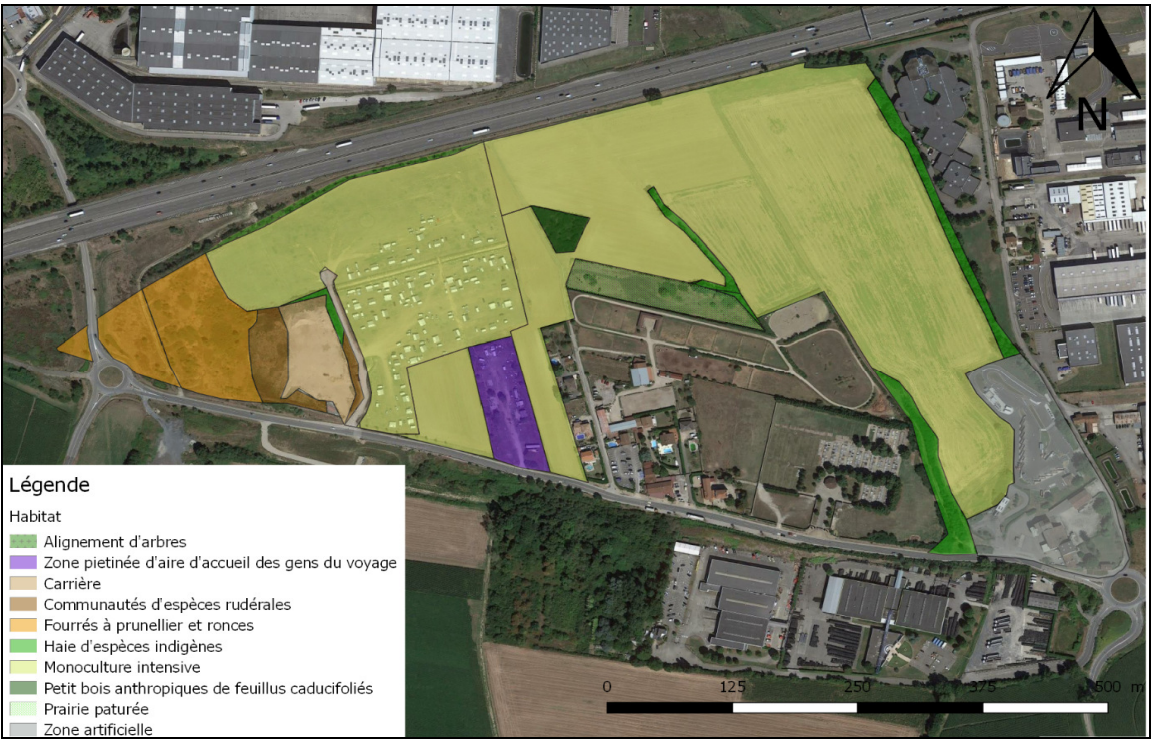 N
Légende
Habitat
Alignement d'arbres
Zone pietinée d'aire d'accueil des gens du voyage
Carrière
Communautés d'espèces rudérales
Fourrés à prunellier et ronces
Haie d'espèces indigènes
Monoculture intensive
Petit bois anthropiques de feuillus caducifoliés
Prairie paturée
Zone artificielle
0 125 250 375 500 m